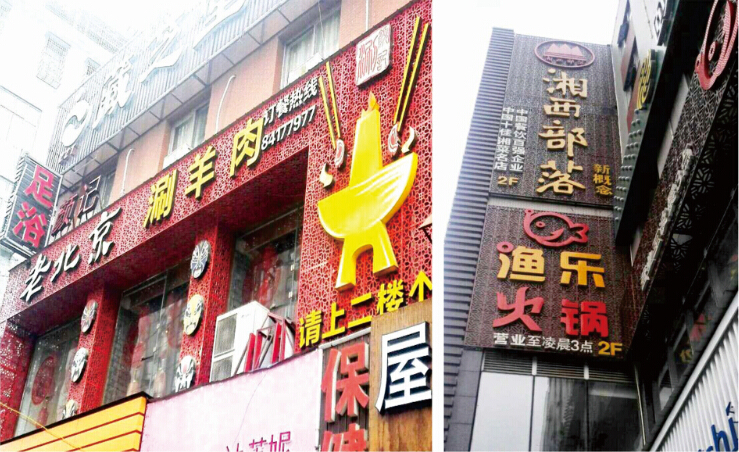 足浴
老北京 涮羊肉
订餐热线
84177977
请上二楼
保健
屋
湘西部落
中国餐饮百强企业
中国十佳湘菜名店
2F
新概念
渔乐
火锅
营业至凌晨3点 2F